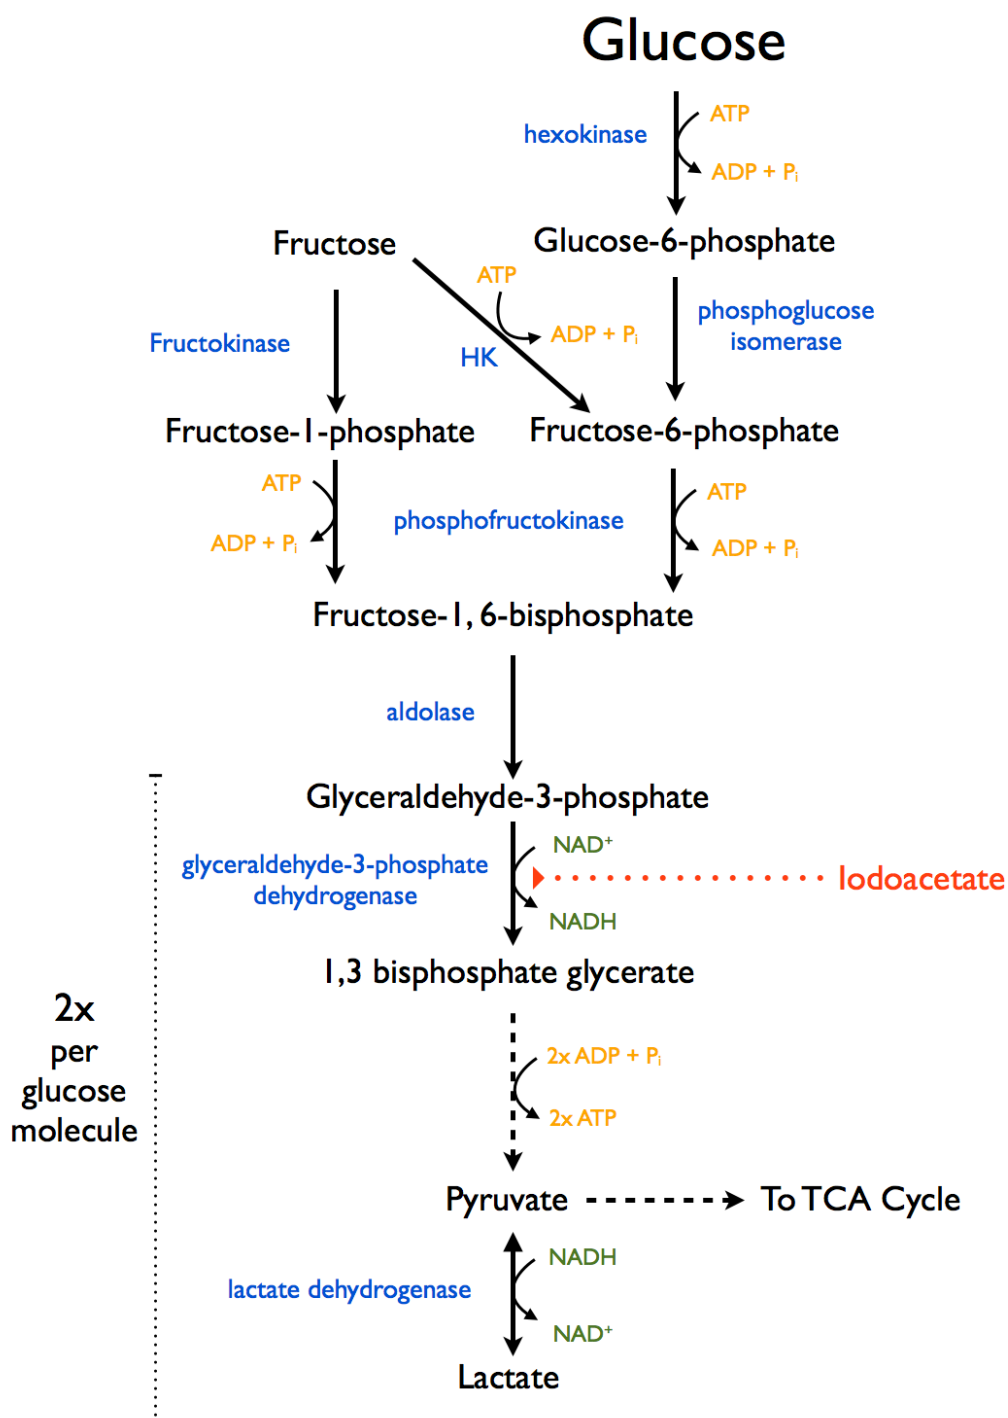 Glucose
ATP
hexokinase
ADP + Pi
Fructose
Glucose-6-phosphate
ATP
phosphoglucose
isomerase
Fructokinase
ADP + Pi
HK
Fructose-1-phosphate
Fructose-6-phosphate
ATP
ATP
phosphofructokinase
ADP + Pi
ADP + Pi
Fructose-1, 6-bisphosphate
aldolase
Glyceraldehyde-3-phosphate
NAD+
glyceraldehyde-3-phosphate
dehydrogenase
Iodoacetate
NADH
1,3 bisphosphate glycerate
2x
per
glucose
molecule
2x ADP + Pi
2x ATP
Pyruvate
To TCA Cycle
NADH
lactate dehydrogenase
NAD+
Lactate